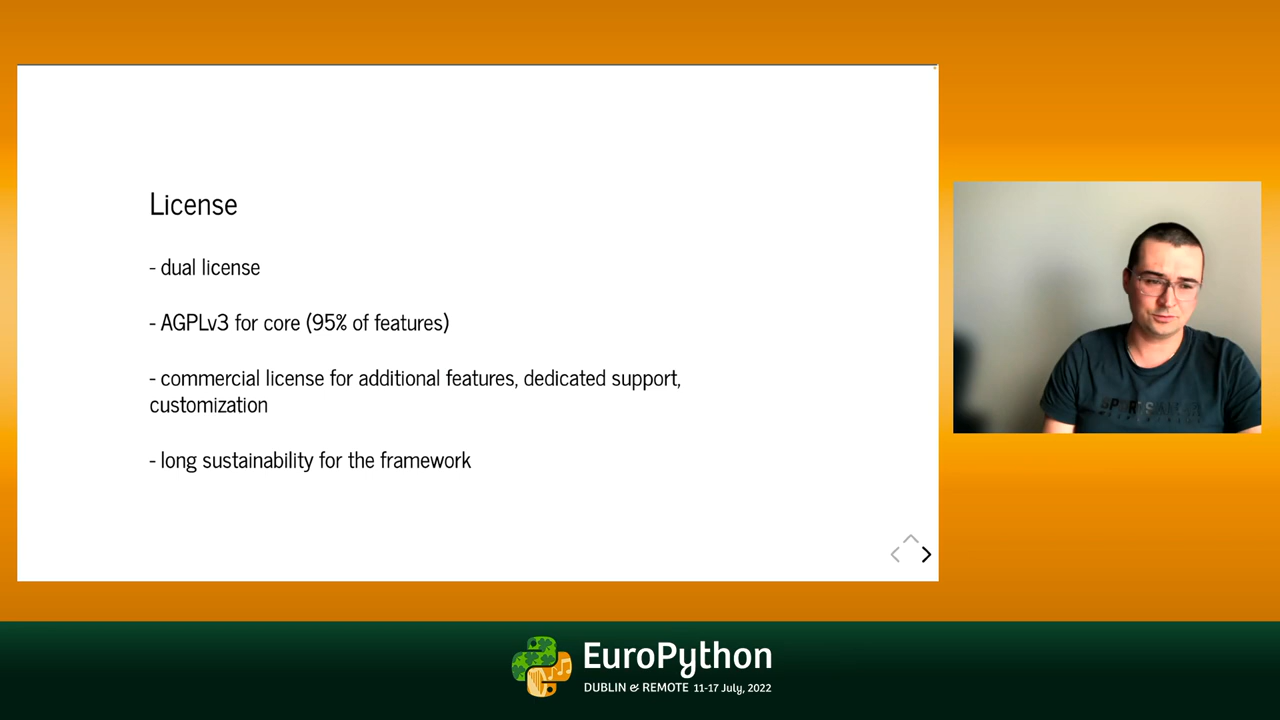 License
- dual license
- AGPLv3 for core (95% of features)
- commercial license for additional features, dedicated support,
customization
- long sustainability for the framework
EuroPython
DUBLIN & REMOTE 11-17 July, 2022